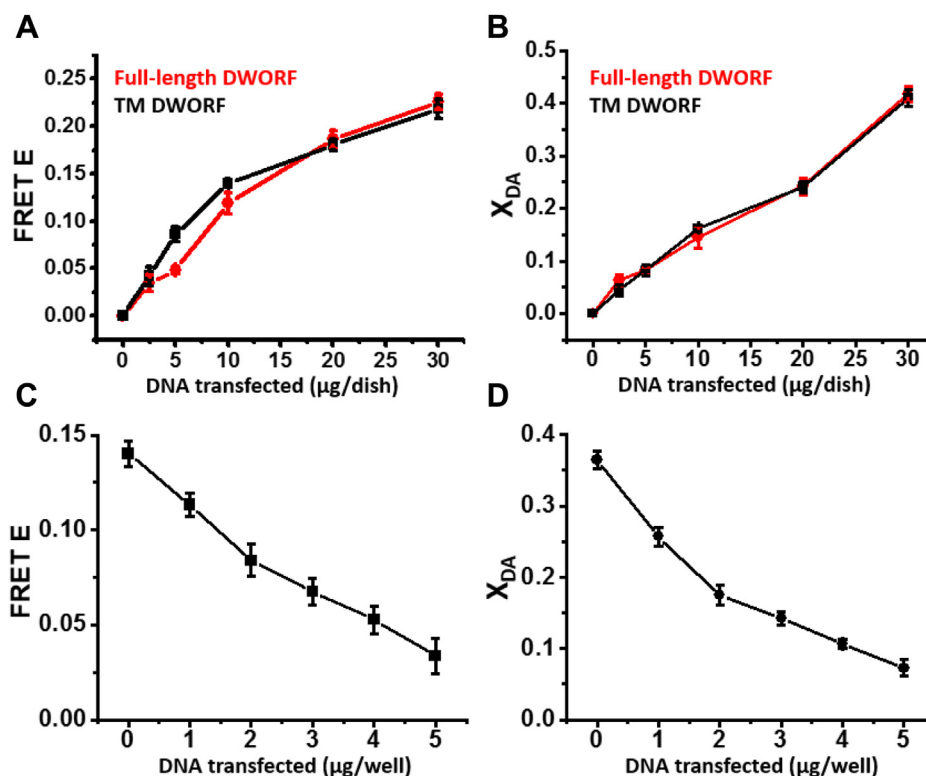 A
FRET E
0.25
0.20
0.15
0.10
0.05
0.00
Full-length DWORF
TM DWORF
0 5 10 20 30
DNA transfected (µg/dish)
B
X_DA
0.5
0.4
0.3
0.2
0.1
0.0
Full-length DWORF
TM DWORF
0 5 10 20 30
DNA transfected (µg/dish)
C
FRET E
0.15
0.10
0.05
0.00
0 1 2 3 4 5
DNA transfected (µg/well)
D
X_DA
0.4
0.3
0.2
0.1
0.0
0 1 2 3 4 5
DNA transfected (µg/well)